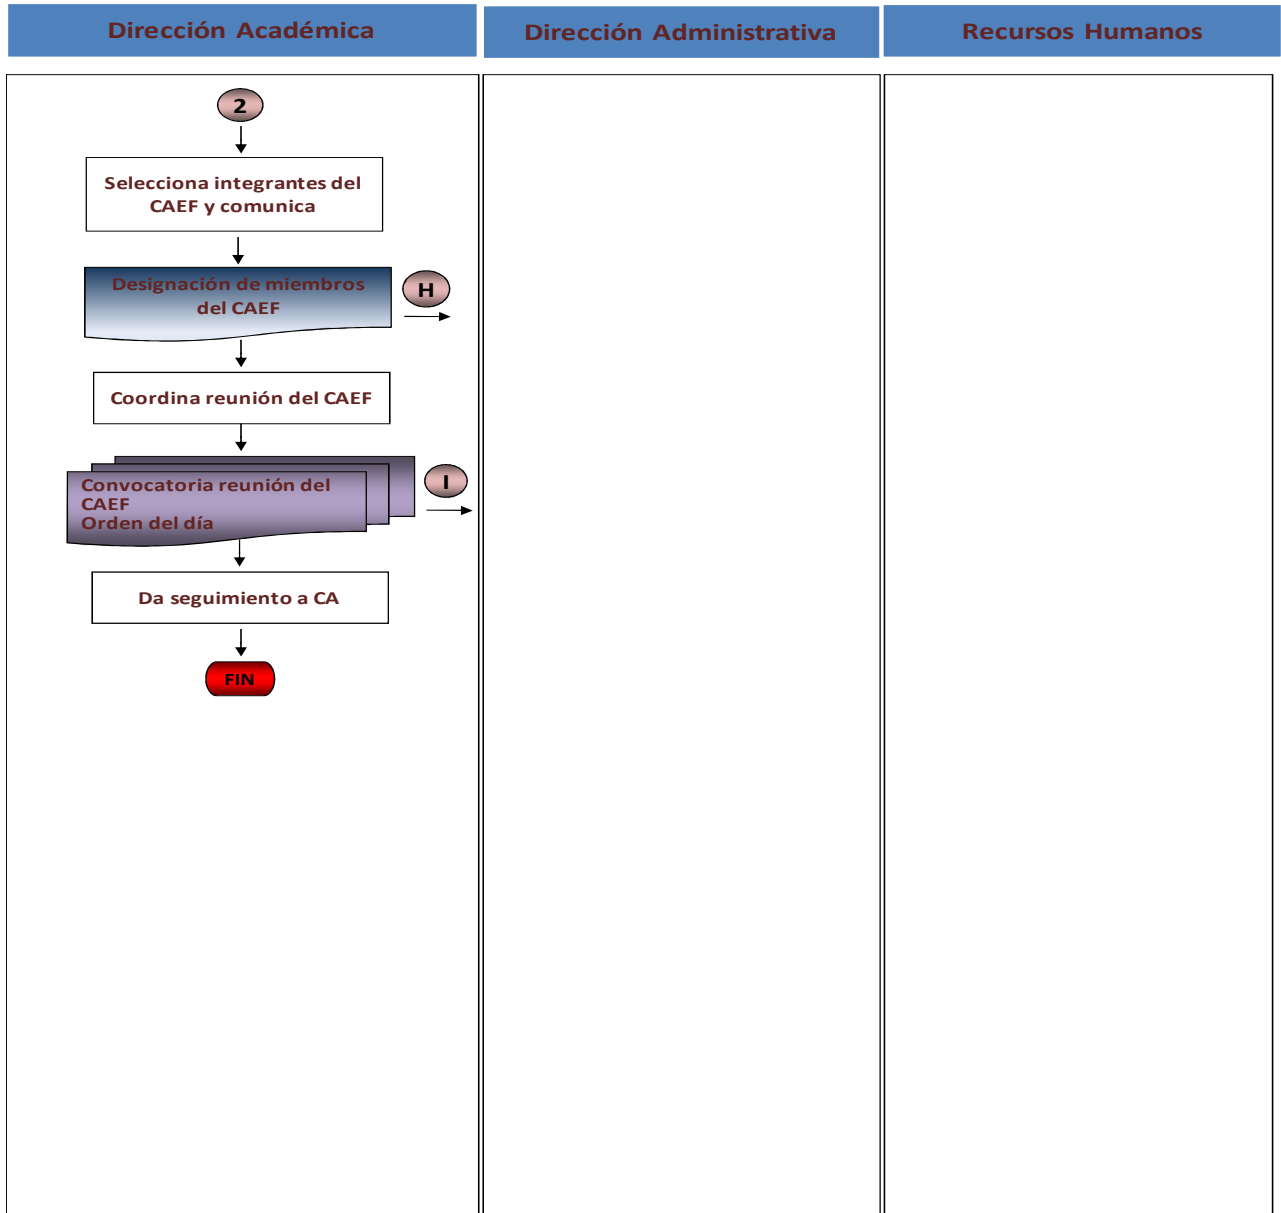 Dirección Académica
Dirección Administrativa
Recursos Humanos
2
Selecciona integrantes del
CAEF y comunica
Designación de miembros
del CAEF
H
Coordina reunión del CAEF
Convocatoria reunión del
CAEF
Orden del día
I
Da seguimiento a CA
FIN